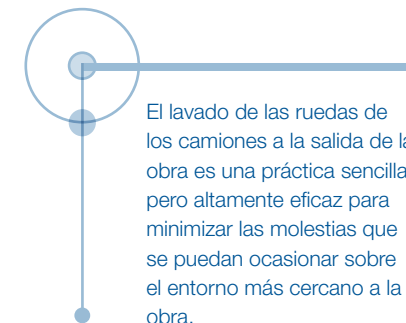 El lavado de las ruedas de
los camiones a la salida de la
obra es una práctica sencilla
pero altamente eficaz para
minimizar las molestias que
se puedan ocasionar sobre
el entorno más cercano a la
obra.